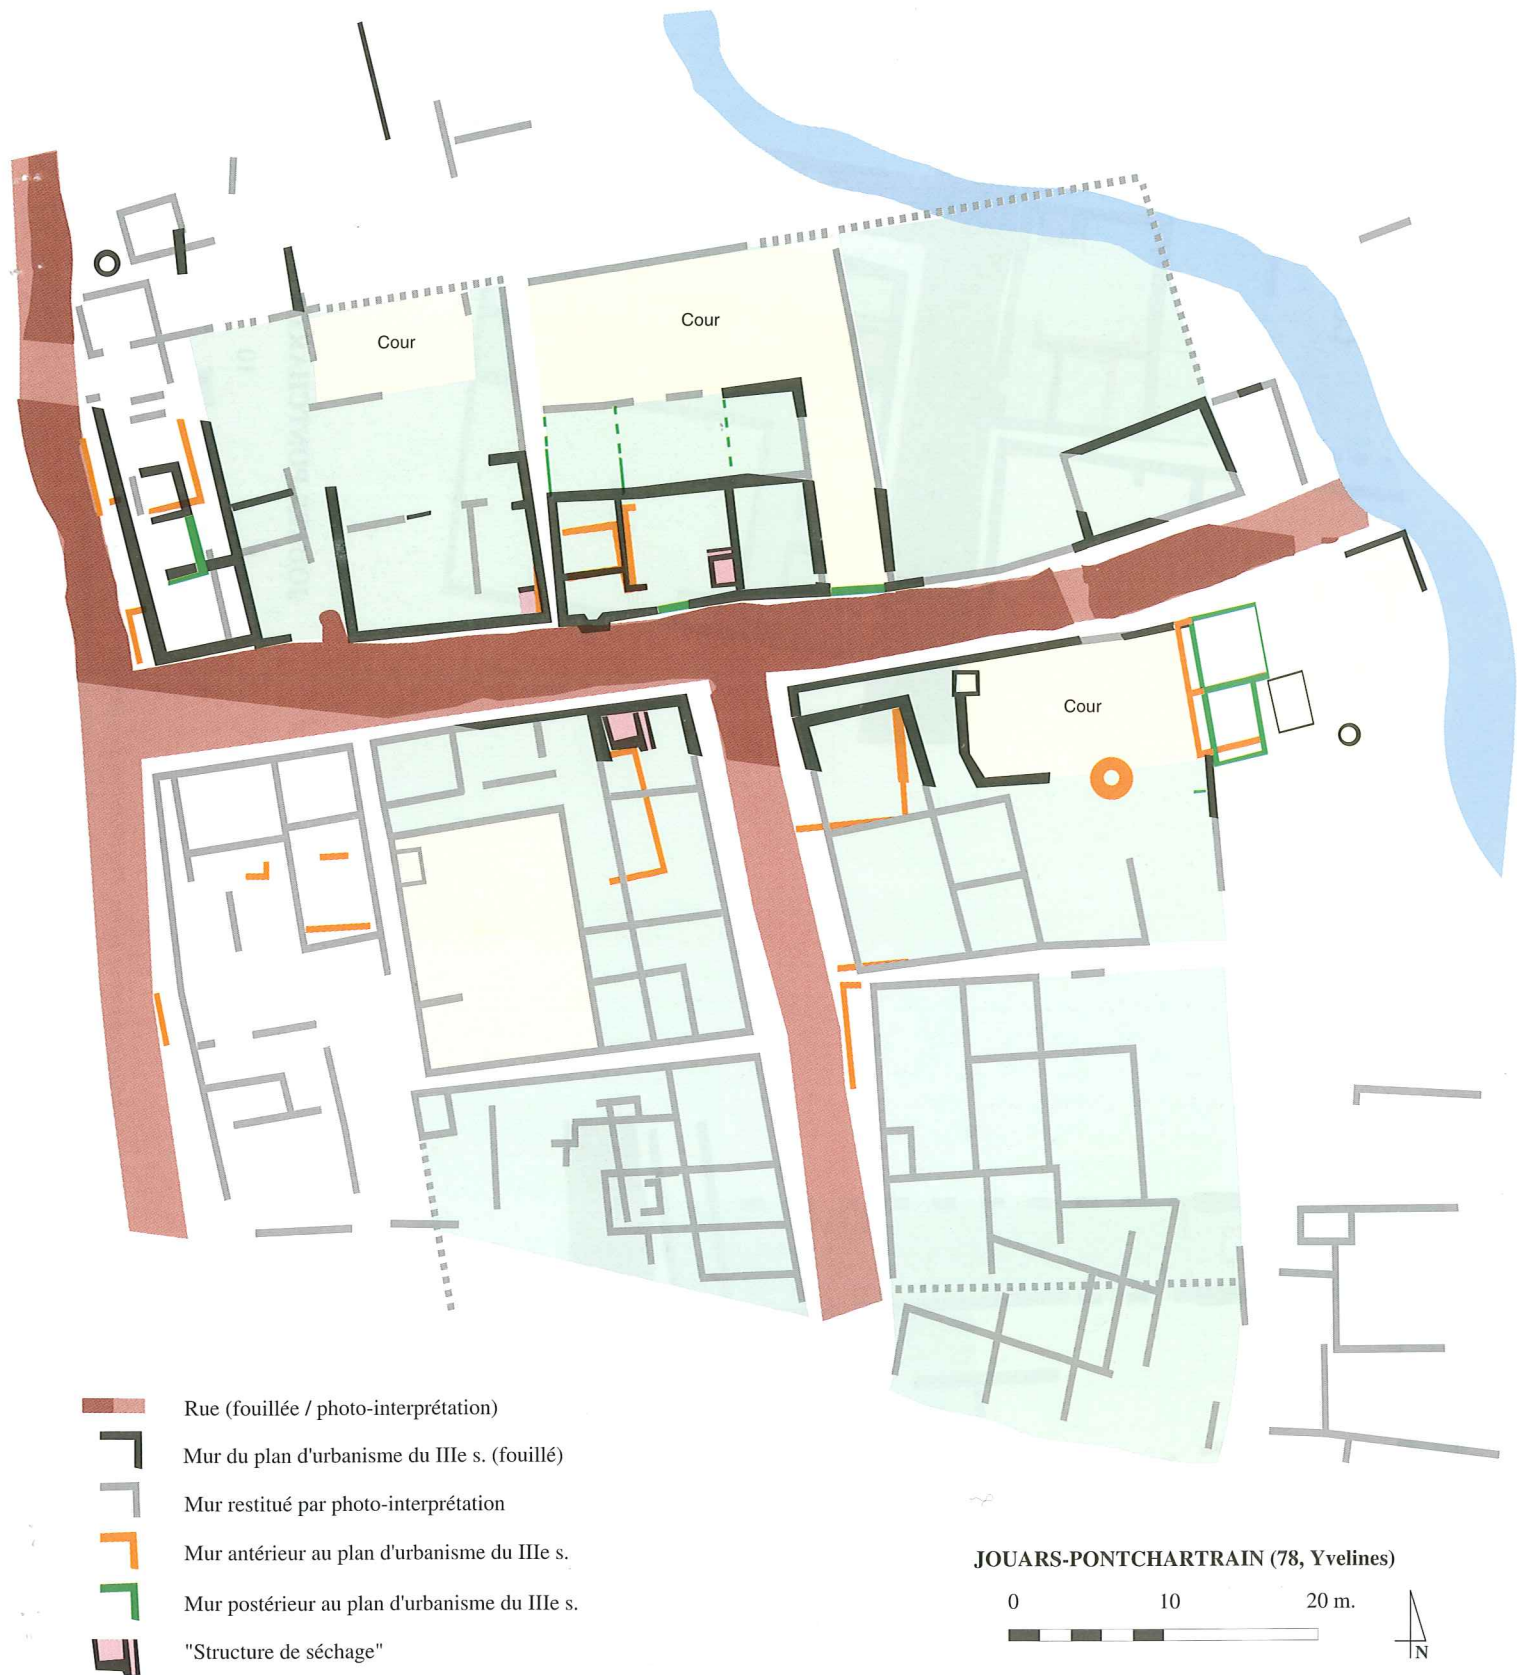 Cour
Cour
Cour
Rue (fouillée / photo-interprétation)
Mur du plan d'urbanisme du IIIe s. (fouillé)
Mur restitué par photo-interprétation
Mur antérieur au plan d'urbanisme du IIIe s.
Mur postérieur au plan d'urbanisme du IIIe s.
"Structure de séchage"
JOUARS-PONTCHARTRAIN (78, Yvelines)
0 10 20 m.
N